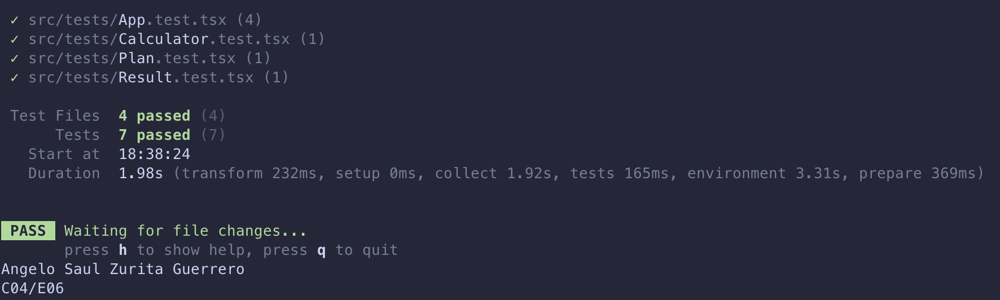 ✓ src/tests/App.test.tsx (4)
✓ src/tests/Calculator.test.tsx (1)
✓ src/tests/Plan.test.tsx (1)
✓ src/tests/Result.test.tsx (1)
Test Files 4 passed (4)
Tests 7 passed (7)
Start at 18:38:24
Duration 1.98s (transform 232ms, setup 0ms, collect 1.92s, tests 165ms, environment 3.31s, prepare 369ms)
PASS Waiting for file changes...
press h to show help, press q to quit
Angelo Saul Zurita Guerrero
C04/E06